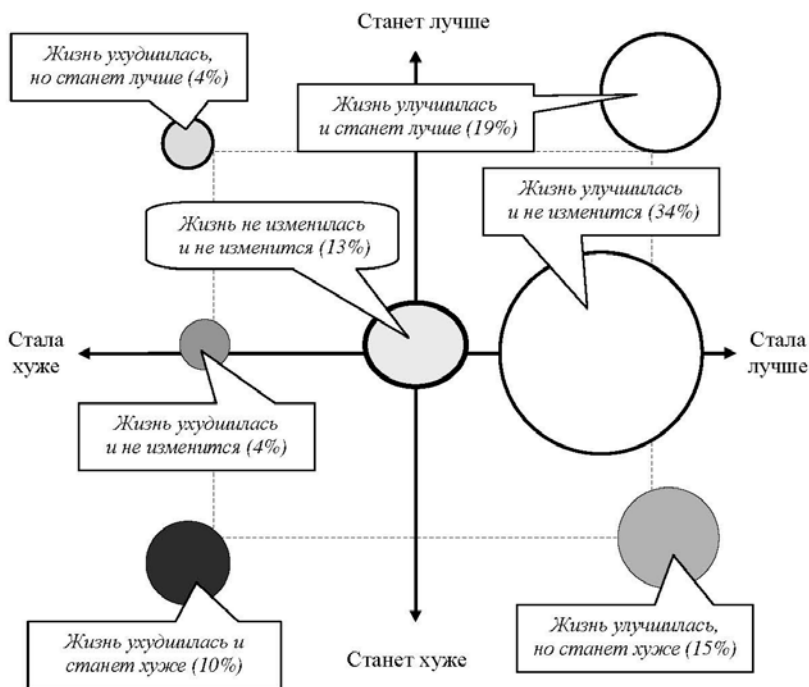 Станет лучше
Жизнь ухудшилась,
но станет лучше (4%)
Жизнь улучшилась
и станет лучше (19%)
Жизнь улучшилась
и не изменится (34%)
Жизнь не изменилась
и не изменится (13%)
Стала
хуже
Стала
лучше
Жизнь ухудшилась
и не изменится (4%)
Жизнь ухудшилась и
станет хуже (10%)
Станет хуже
Жизнь улучшилась,
но станет хуже (15%)